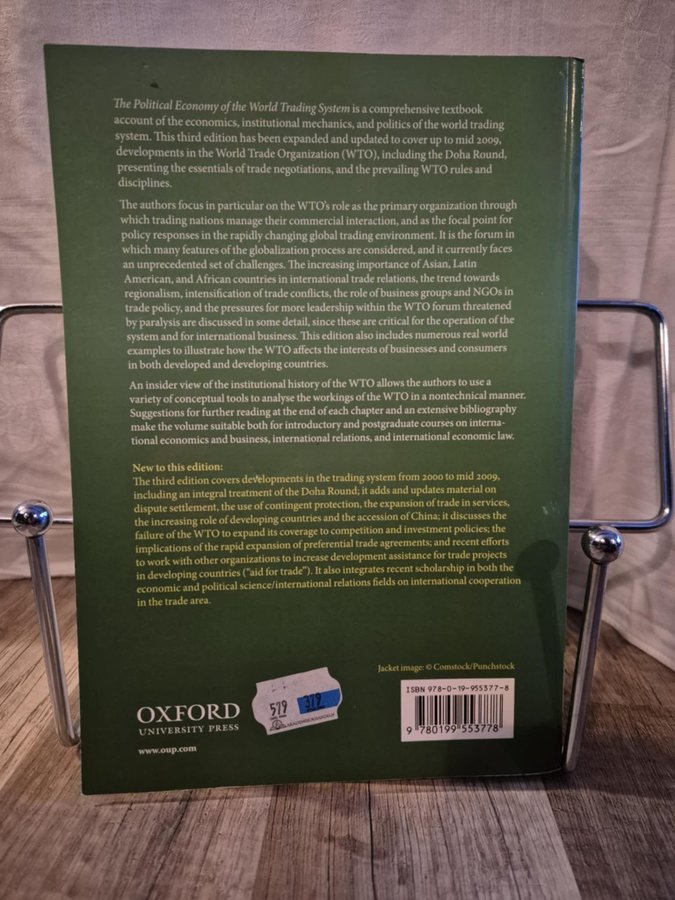 The Political Economy of the World Trading System is a comprehensive textbook
account of the economics, institutional mechanics, and politics of the world trading
system. This third edition has been expanded and updated to cover up to mid 2009,
developments in the World Trade Organization (WTO), including the Doha Round,
presenting the essentials of trade negotiations, and the prevailing WTO rules and
disciplines.
The authors focus in particular on the WTO's role as the primary organization through
which trading nations manage their commercial interaction, and as the focal point for
policy responses in the rapidly changing global trading environment. It is the forum in
which many features of the globalization process are considered, and it currently faces
an unprecedented set of challenges. The increasing importance of Asian, Latin
American, and African countries in international trade relations, the trend towards
regionalism, intensification of trade conflicts, the role of business groups and NGOs in
trade policy, and the pressures for more leadership within the WTO forum threatened
by paralysis are discussed in some detail, since these are critical for the operation of the
system and for international business. This edition also includes numerous real world
examples to illustrate how the WTO affects the interests of businesses and consumers
in both developed and developing countries.
An insider view of the institutional history of the WTO allows the authors to use a
variety of conceptual tools to analyse the workings of the WTO in a nontechnical manner.
Suggestions for further reading at the end of each chapter and an extensive bibliography
make the volume suitable both for introductory and postgraduate courses on interna-
tional economics and business, international relations, and international economic law.
New to this edition:
The third edition covers developments in the trading system from 2000 to mid 2009,
including an integral treatment of the Doha Round; it adds and updates material on
dispute settlement, the use of contingent protection, the expansion of trade in services,
the increasing role of developing countries and the accession of China; it discusses the
failure of the WTO to expand its coverage to competition and investment policies; the
implications of the rapid expansion of preferential trade agreements; and recent efforts
to work with other organizations to increase development assistance for trade projects
in developing countries ("aid for trade"). It also integrates recent scholarship in both the
economic and political science/international relations fields on international cooperation
in the trade area.
Jacket image: © Comstock/Punchstock
ISBN 978-0-19-955377-8
9 780199 553778
OXFORD
UNIVERSITY PRESS
www.oup.com
579 379